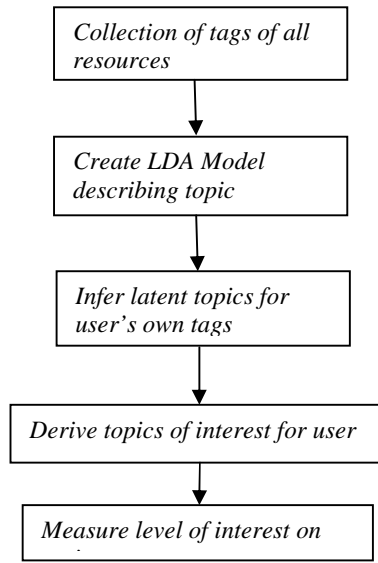 Collection of tags of all
resources
Create LDA Model
describing topic
Infer latent topics for
user's own tags
Derive topics of interest for user
Measure level of interest on